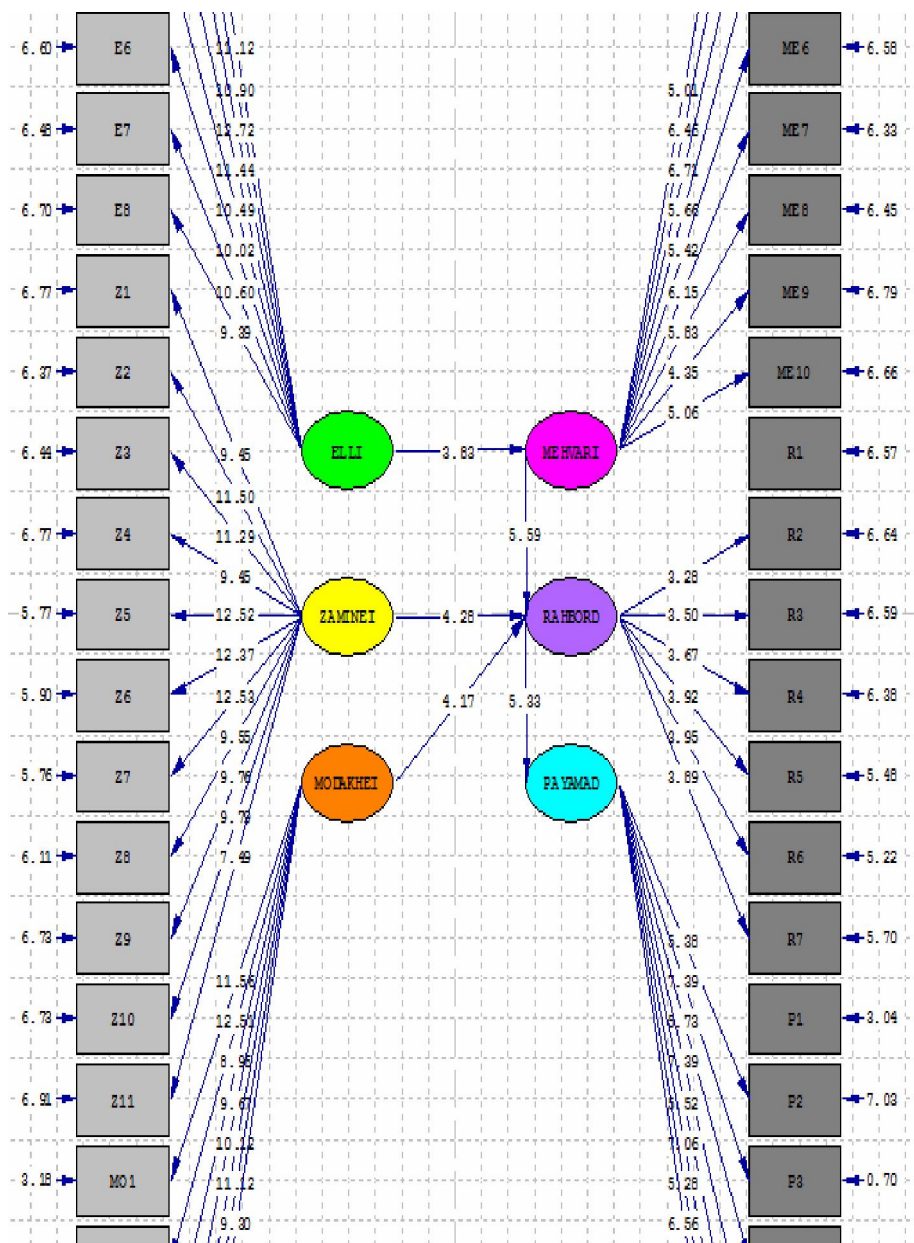 6.60 E6 11.12 ME6 6.58
10.90 5.01
6.48 E7 12.72 6.46 ME7 6.33
11.44 6.71
6.70 E8 10.49 5.68 ME8 6.45
10.02 5.42
6.77 Z1 10.60 6.15 ME9 6.79
9.39 5.83
6.37 Z2 4.35 ME10 6.66
5.06
6.44 Z3 9.45 ELLI 3.83 MEHVARI R1 6.57
11.50
6.77 Z4 11.29 5.59 R2 6.64
9.45 3.28
5.77 Z5 12.52 ZAMINEI 4.28 RAHBORD 3.50 R3 6.59
12.37 3.67
5.90 Z6 12.53 4.17 5.33 3.92 R4 6.38
9.55 3.95
5.76 Z7 9.76 MODAKHEI PAYAMAD 3.89 R5 5.48
9.79
6.11 Z8 7.49 R6 5.22
6.73 Z9 5.38 R7 5.70
11.56 7.39
6.73 Z10 12.51 5.73 P1 3.04
8.95 7.39
6.91 Z11 9.67 5.52 P2 7.03
10.12 7.06
3.18 MO1 11.12 5.28 P3 0.70
9.30 6.56